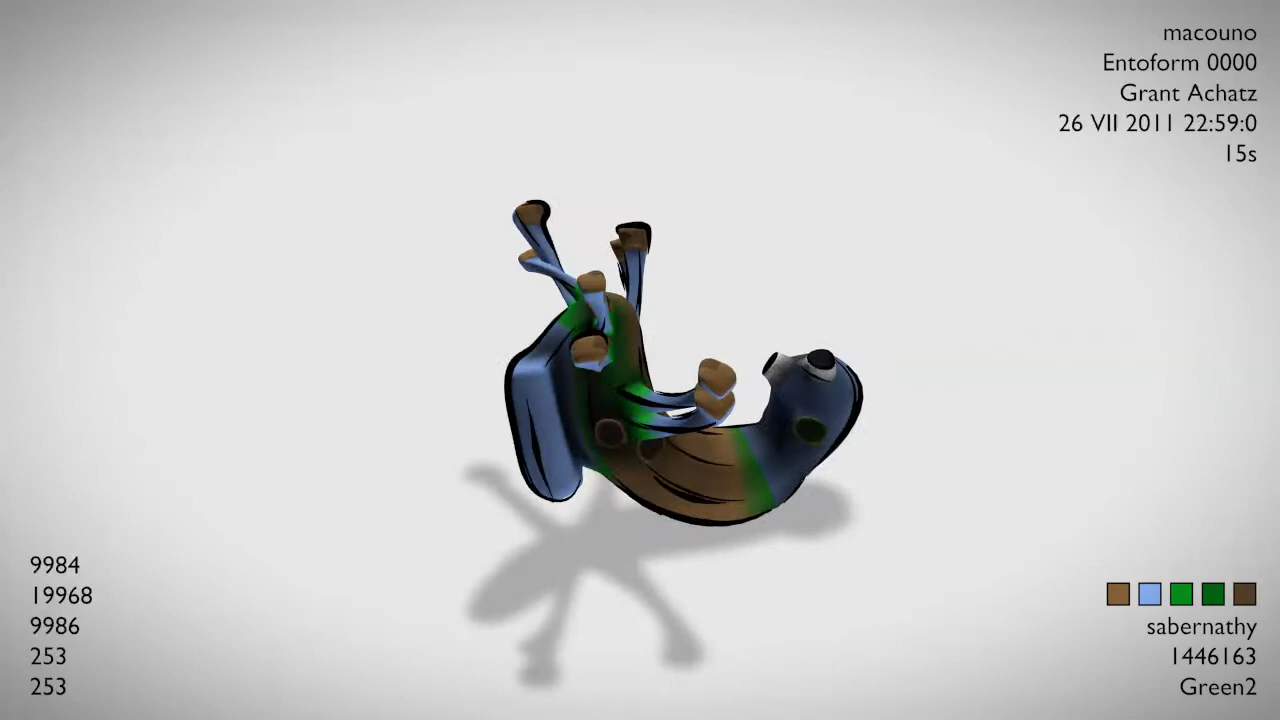 macouno
Entoform 0000
Grant Achatz
26 VII 2011 22:59:0
15s
9984
19968
9986
253
253
sabernathy
1446163
Green2